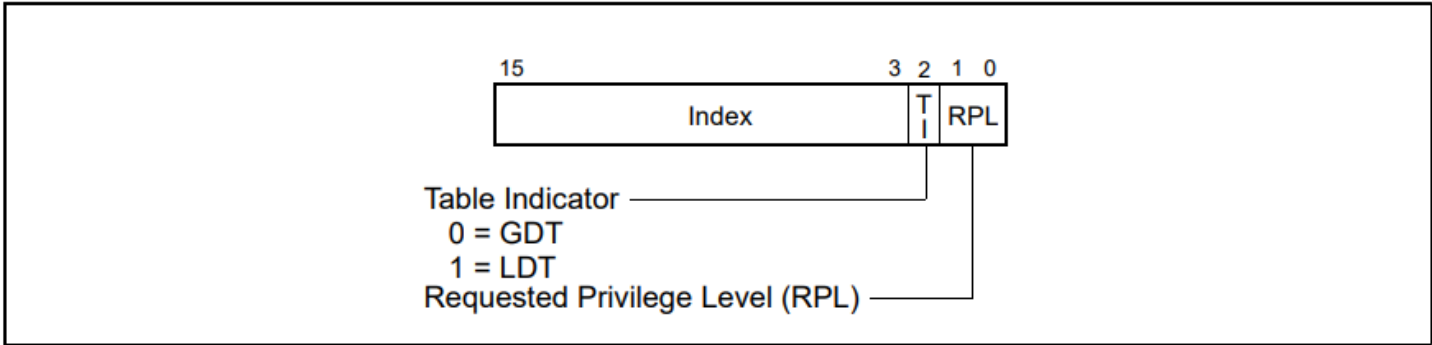 15 3 2 1 0
Index T I RPL
Table Indicator
0 = GDT
1 = LDT
Requested Privilege Level (RPL)